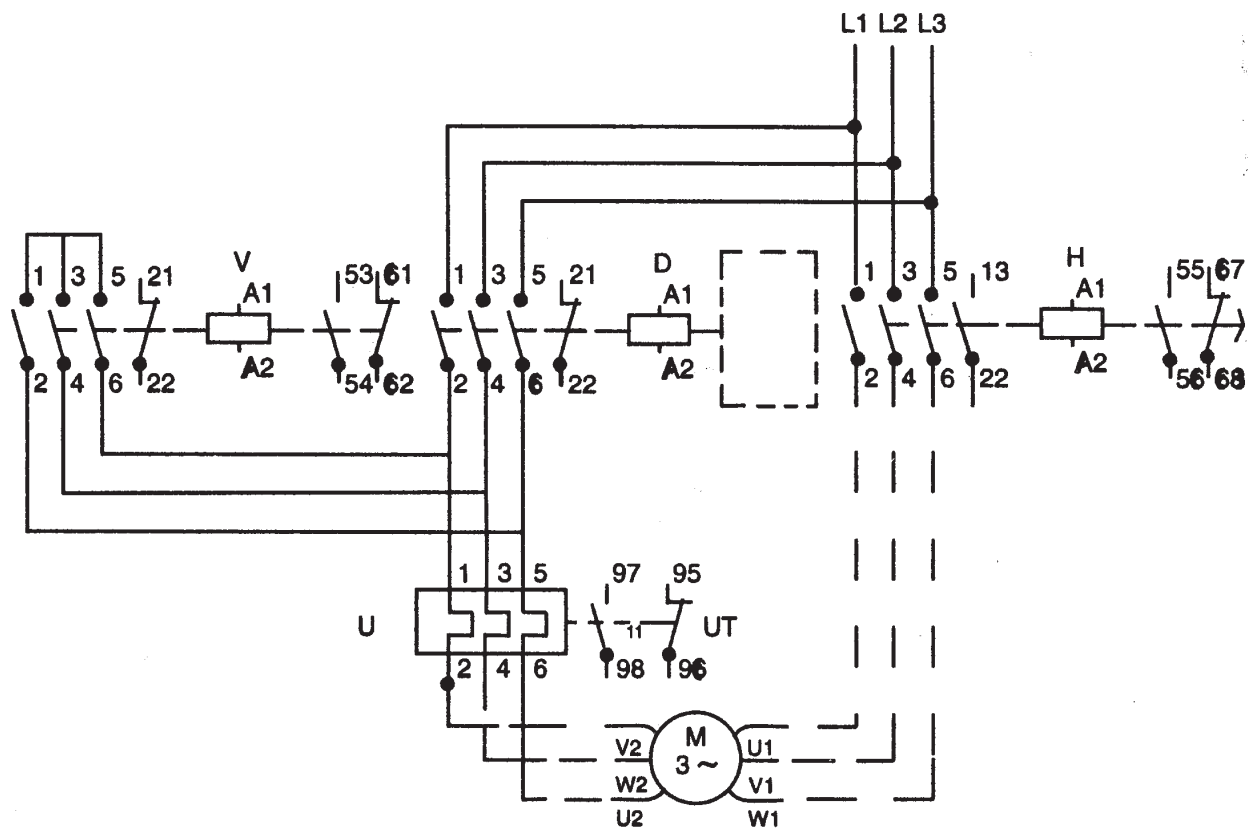 L1 L2 L3
1 3 5 21 V A1 53 61 1 3 5 21 D A1 1 3 5 13 H A1 55 67
2 4 6 22 A2 54 62 2 4 6 22 A2 2 4 6 22 A2 56 68
1 3 5 97 95
U 11 UT
2 4 6 98 96
M
3 ~
V2 U1
W2 V1
U2 W1